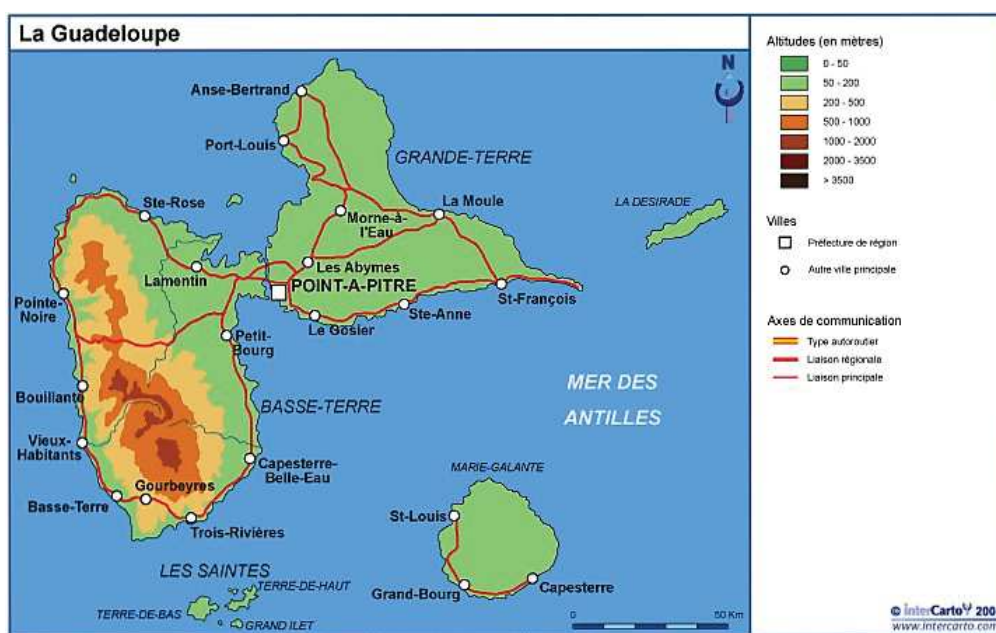 La Guadeloupe
Anse-Bertrand
Port-Louis
GRANDE-TERRE
Ste-Rose
Morne-à-
l'Eau
La Moule
LA DESIRADE
Lamentin
Les Abymes
POINT-A-PITRE
St-François
Pointe-
Noire
Le Gosier
Ste-Anne
Petit-
Bourg
Bouillante
BASSE-TERRE
MER DES
ANTILLES
Vieux-
Habitants
Capesterre-
Belle-Eau
MARIE-GALANTE
Gourbeyres
Basse-Terre
Trois-Rivières
St-Louis
LES SAINTES
TERRE-DE-HAUT
Grand-Bourg
Capesterre
TERRE-DE-BAS
GRAND ILET
0 50 Km
N
Altitudes (en mètres)
0 - 50
50 - 200
200 - 500
500 - 1000
1000 - 2000
2000 - 3500
> 3500
Villes
Préfecture de région
Autre ville principale
Axes de communication
Type autoroutier
Liaison régionale
Liaison principale
© interCarto 200
www.intercarto.com